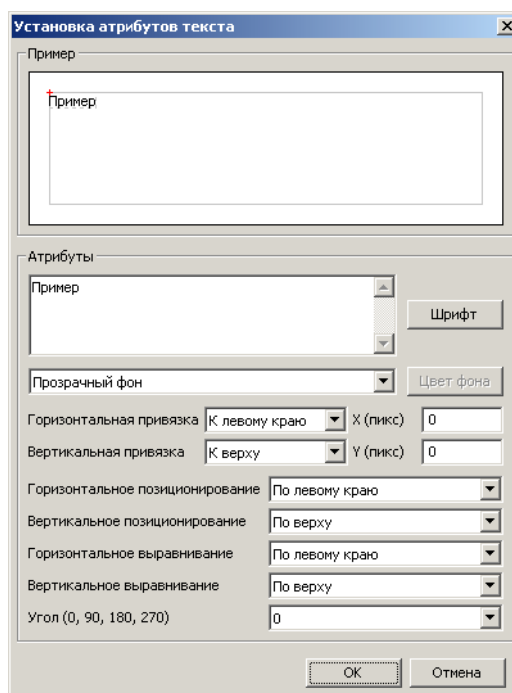 Установка атрибутов текста
Пример
Пример
Атрибуты
Пример
Шрифт
Прозрачный фон
Цвет фона
Горизонтальная привязка К левому краю X (пикс) 0
Вертикальная привязка К верху Y (пикс) 0
Горизонтальное позиционирование По левому краю
Вертикальное позиционирование По верху
Горизонтальное выравнивание По левому краю
Вертикальное выравнивание По верху
Угол (0, 90, 180, 270) 0
OK Отмена